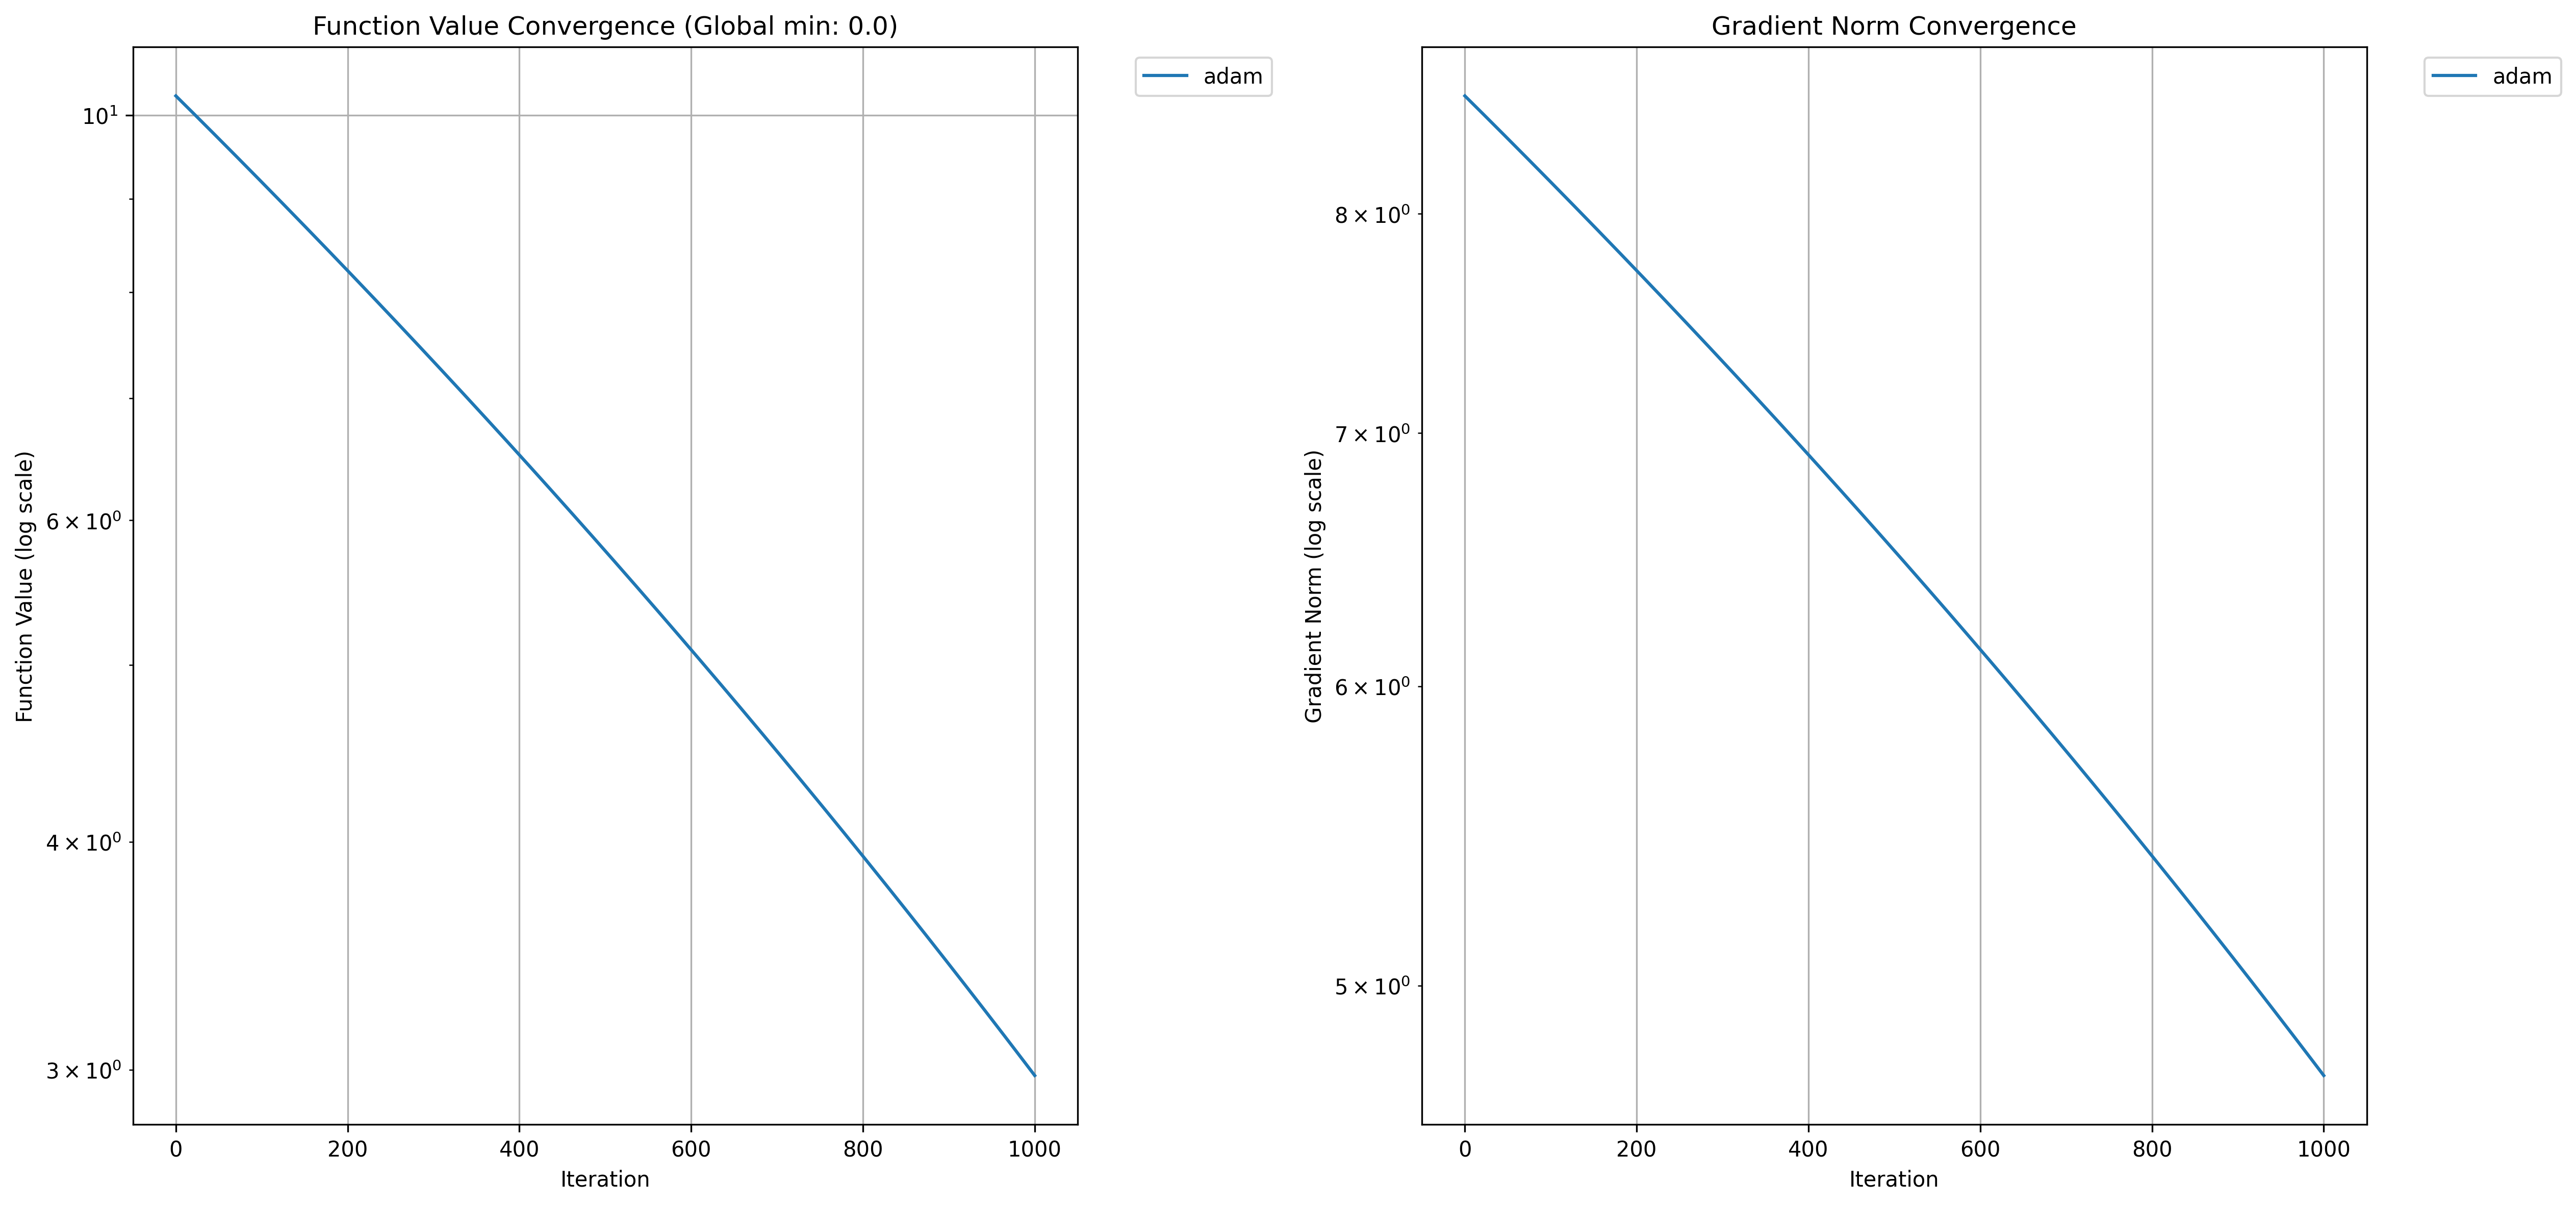 Function Value Convergence (Global min: 0.0)
adam
Function Value (log scale)
10¹
6 × 10⁰
4 × 10⁰
3 × 10⁰
0 200 400 600 800 1000
Iteration
Gradient Norm Convergence
adam
Gradient Norm (log scale)
8 × 10⁰
7 × 10⁰
6 × 10⁰
5 × 10⁰
0 200 400 600 800 1000
Iteration